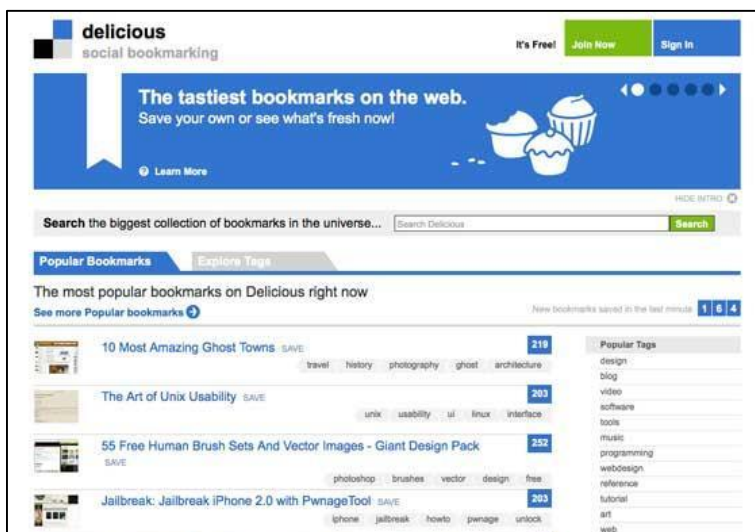 delicious
social bookmarking
It's Free!
Join Now
Sign In
The tastiest bookmarks on the web.
Save your own or see what's fresh now!
Learn More
HIDE INTRO
Search the biggest collection of bookmarks in the universe...
Search Delicious
Search
Popular Bookmarks
Explore Tags
The most popular bookmarks on Delicious right now
See more Popular bookmarks
New bookmarks saved in the last minute 1 6 4
10 Most Amazing Ghost Towns SAVE 219
travel history photography ghost architecture
The Art of Unix Usability SAVE 203
unix usability ui linux interface
55 Free Human Brush Sets And Vector Images - Giant Design Pack 252
SAVE
photoshop brushes vector design free
Jailbreak: Jailbreak iPhone 2.0 with PwnageTool SAVE 203
iphone jailbreak howto pwnage unlock
Popular Tags
design
blog
video
software
tools
music
programming
webdesign
reference
tutorial
art
web